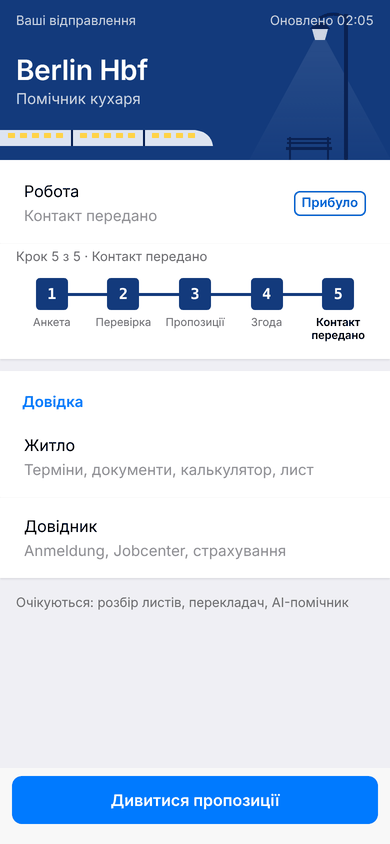 Ваші відправлення
Оновлено 02:05
Berlin Hbf
Помічник кухаря
Робота
Контакт передано
Прибуло
Крок 5 з 5 · Контакт передано
1
2
3
4
5
Анкета
Перевірка
Пропозиції
Згода
Контакт
передано
Довідка
Житло
Терміни, документи, калькулятор, лист
Довідник
Anmeldung, Jobcenter, страхування
Очікуються: розбір листів, перекладач, AI-помічник
Дивитися пропозиції